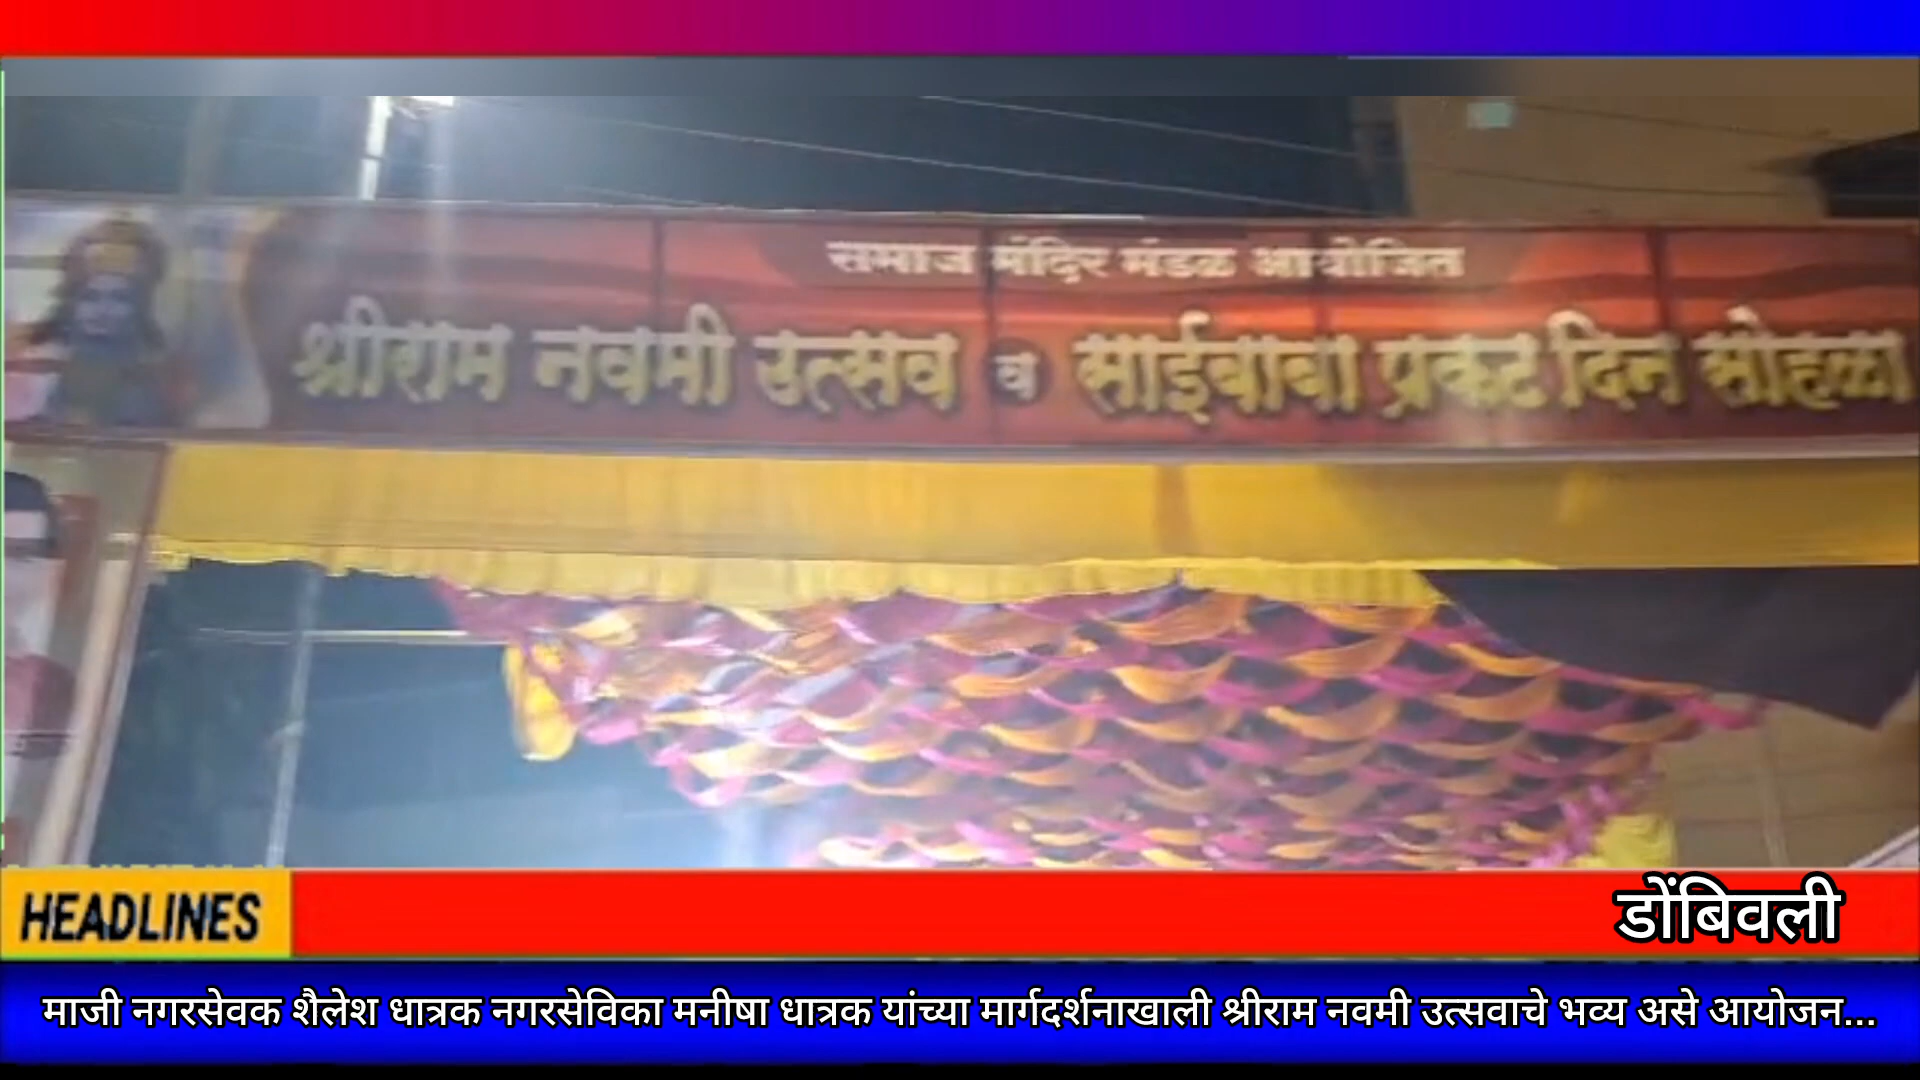 समाज मंदिर मंडळ आयोजित
श्रीराम नवमी उत्सव व साईबाबा प्रकट दिन सोहळा
HEADLINES
डोंबिवली
माजी नगरसेवक शैलेश धात्रक नगरसेविका मनीषा धात्रक यांच्या मार्गदर्शनाखाली श्रीराम नवमी उत्सवाचे भव्य असे आयोजन...